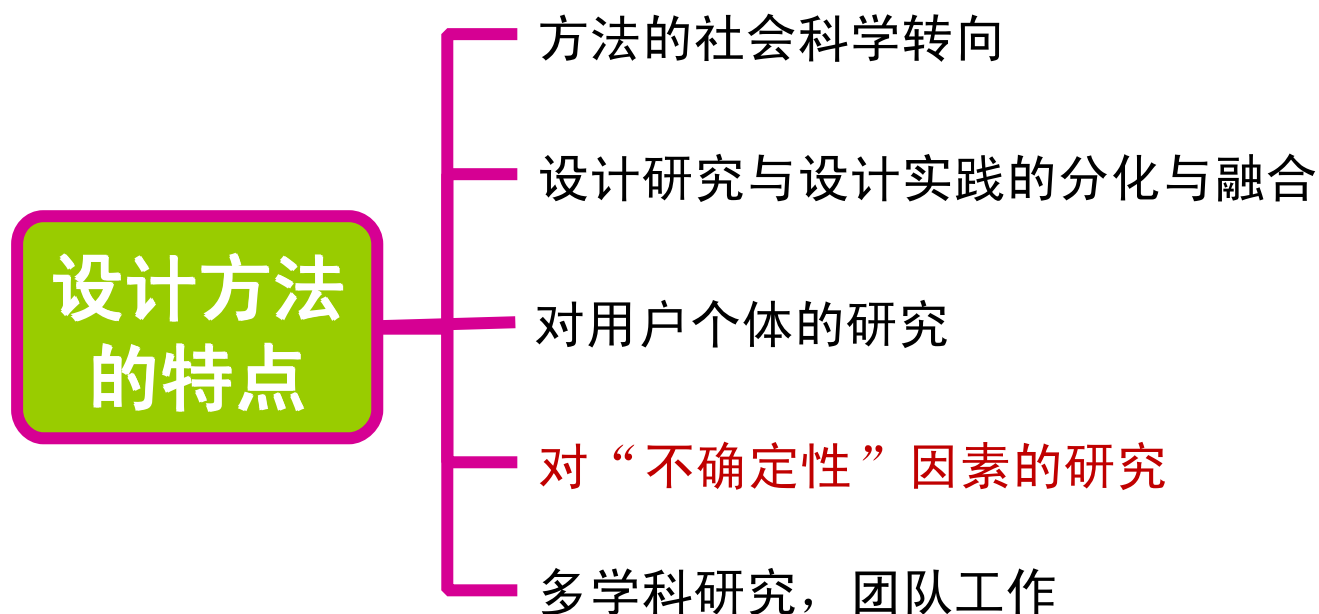 设计方法
的特点
方法的社会科学转向
设计研究与设计实践的分化与融合
对用户个体的研究
对“不确定性”因素的研究
多学科研究，团队工作